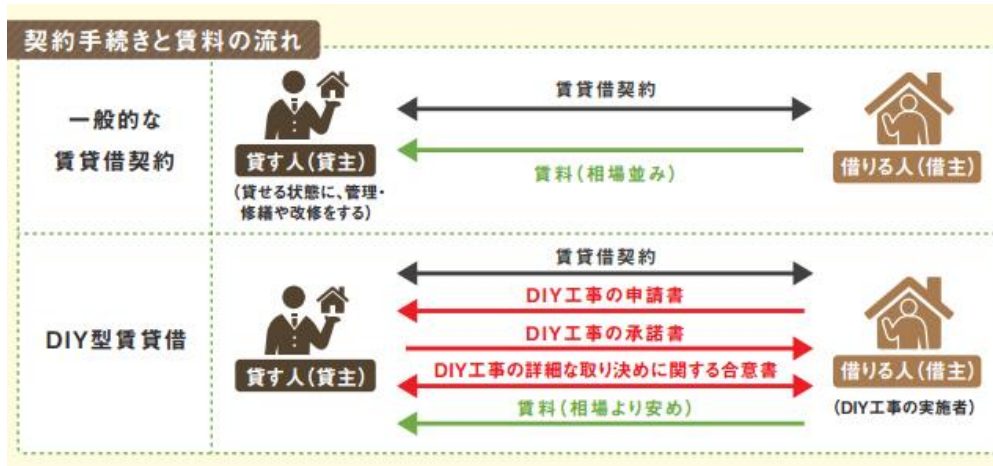 契約手続きと賃料の流れ
一般的な
賃貸借契約
貸す人(貸主)
(貸せる状態に、管理・
修繕や改修をする)
賃貸借契約
賃料(相場並み)
借りる人(借主)
DIY型賃貸借
貸す人(貸主)
賃貸借契約
DIY工事の申請書
DIY工事の承諾書
DIY工事の詳細な取り決めに関する合意書
賃料(相場より安め)
借りる人(借主)
(DIY工事の実施者)